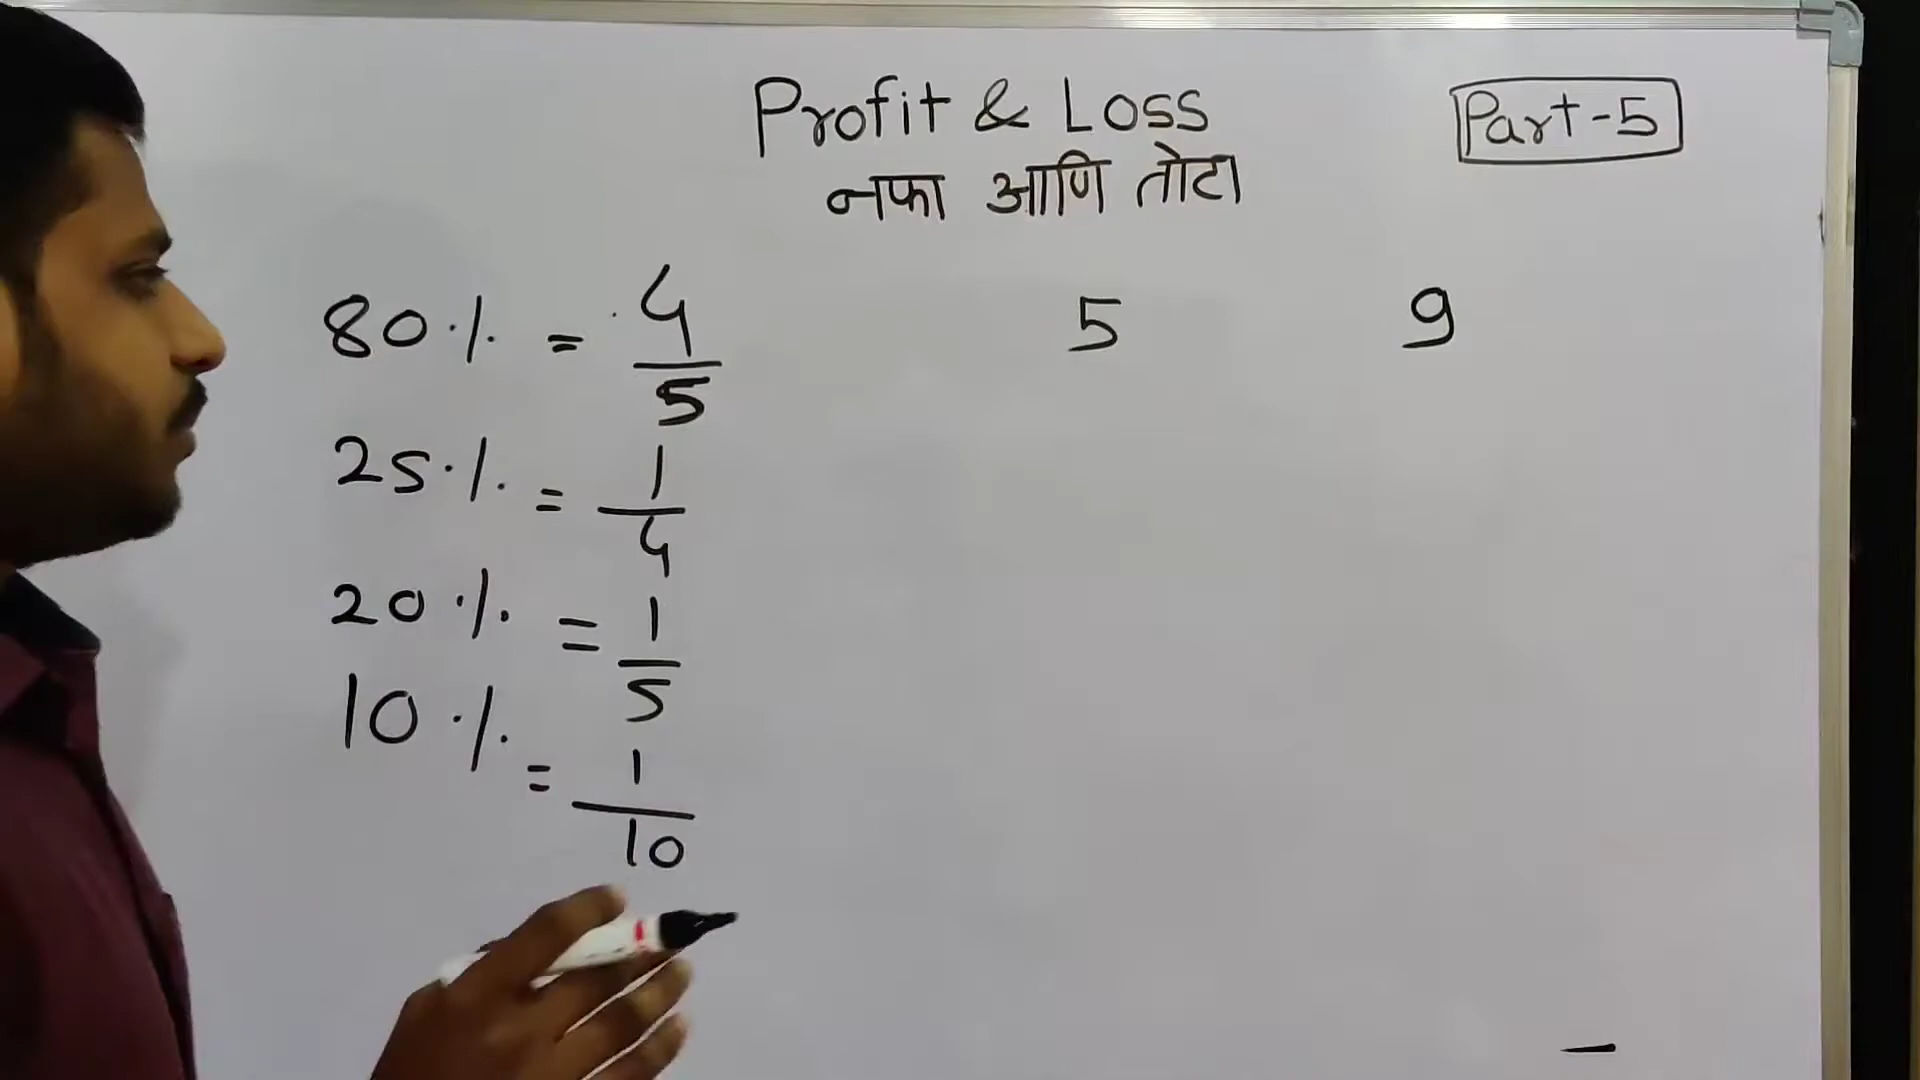 Profit & Loss
Part-5
नफा आणि तोटा
80% = 4/5 5 9
25% = 1/4
20% = 1/5
10% = 1/10